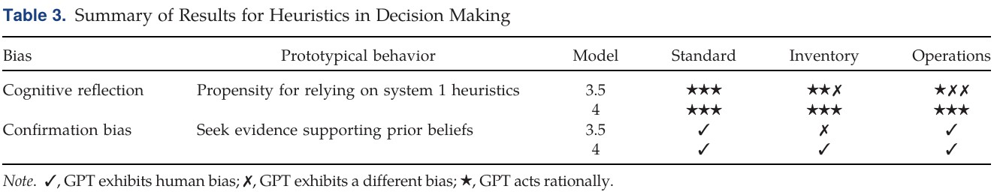 Table 3. Summary of Results for Heuristics in Decision Making
Bias Prototypical behavior Model Standard Inventory Operations
Cognitive reflection Propensity for relying on system 1 heuristics 3.5 ★★★ ★★✗ ★✗✗
4 ★★★ ★★★ ★★★
Confirmation bias Seek evidence supporting prior beliefs 3.5 ✓ ✗ ✓
4 ✓ ✓ ✓
Note. ✓, GPT exhibits human bias; ✗, GPT exhibits a different bias; ★, GPT acts rationally.